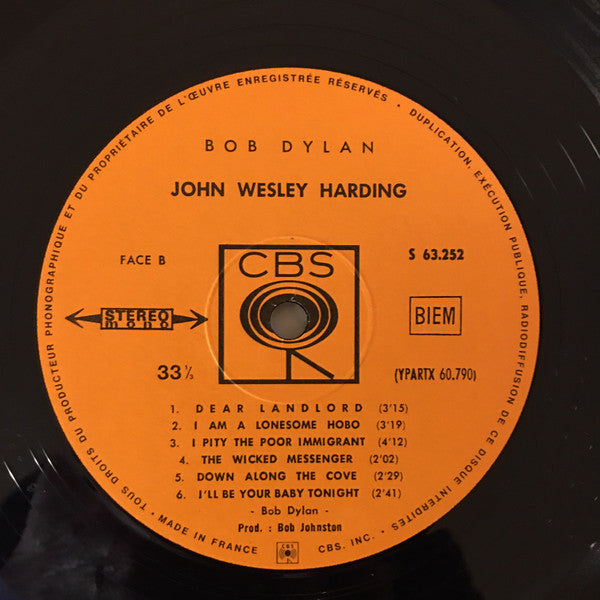 TOUS DROITS DU PRODUCTEUR PHONOGRAPHIQUE ET DU PROPRIÉTAIRE DE L'ŒUVRE ENREGISTRÉE RÉSERVÉS • DUPLICATION, EXÉCUTION PUBLIQUE, RADIODIFFUSION DE CE DISQUE INTERDITES •
BOB DYLAN
JOHN WESLEY HARDING
FACE B
CBS
S 63.252
STEREO
mono
BIEM
33 ⅓
(YPARTX 60.790)
1. DEAR LANDLORD (3'15)
2. I AM A LONESOME HOBO (3'19)
3. I PITY THE POOR IMMIGRANT (4'12)
4. THE WICKED MESSENGER (2'02)
5. DOWN ALONG THE COVE (2'29)
6. I'LL BE YOUR BABY TONIGHT (2'41)
- Bob Dylan -
Prod. : Bob Johnston
• MADE IN FRANCE
CBS
CBS. INC. •